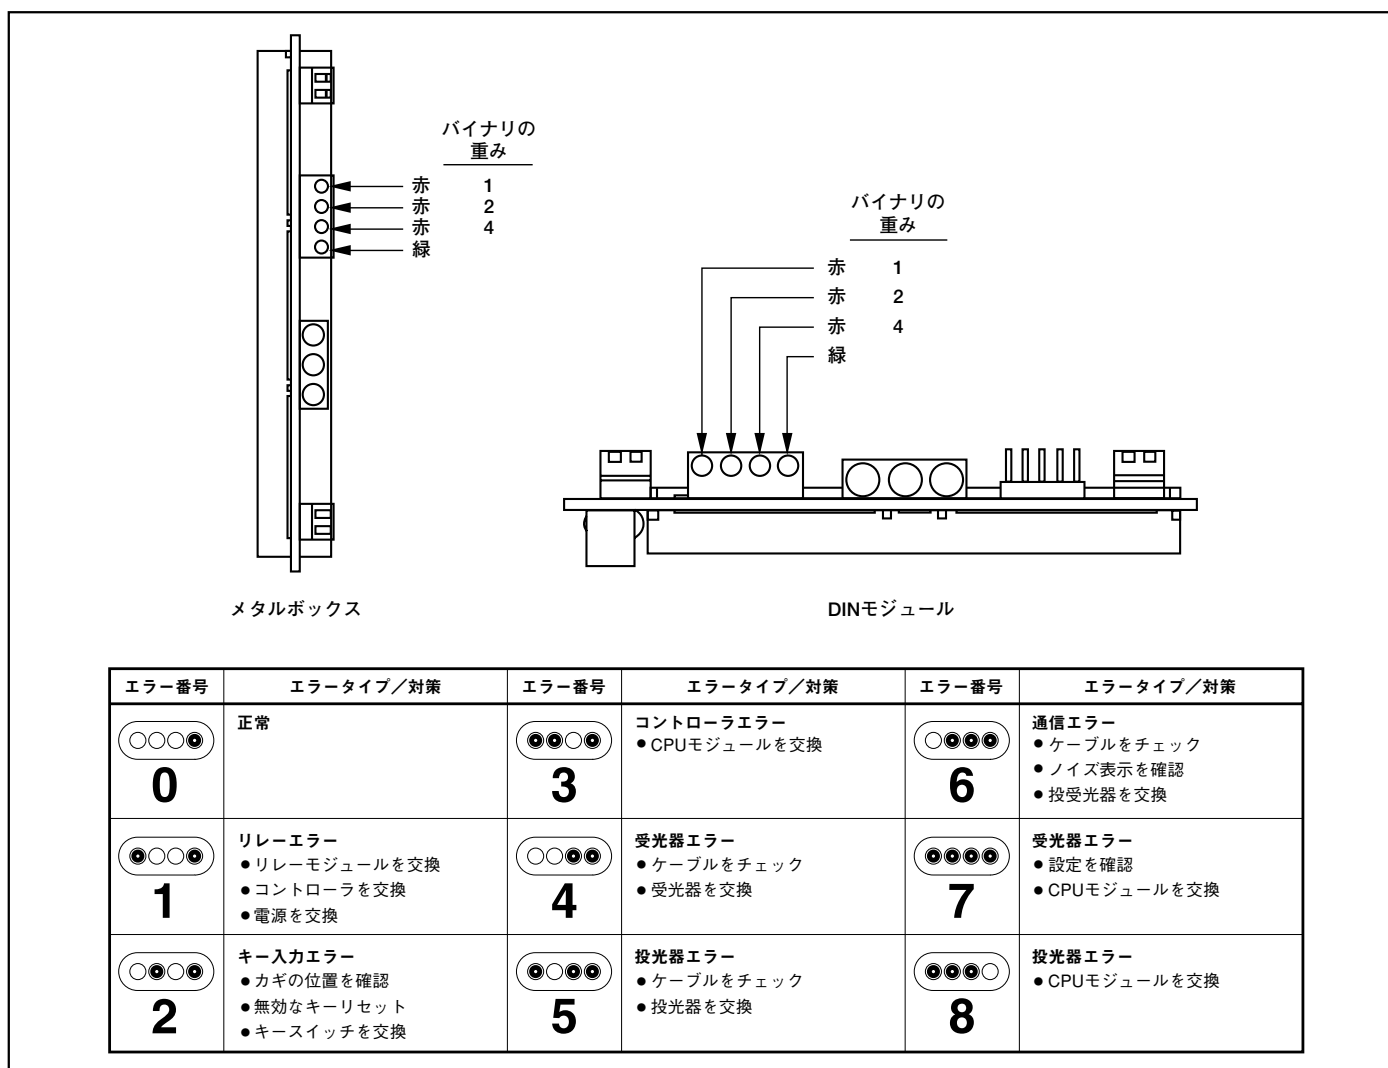 バイナリの
重み
赤 1
赤 2
赤 4
緑
バイナリの
重み
赤 1
赤 2
赤 4
緑
メタルボックス
DINモジュール
エラー番号 エラータイプ／対策 エラー番号 エラータイプ／対策 エラー番号 エラータイプ／対策
0
正常
3
コントローラエラー
●CPUモジュールを交換
6
通信エラー
●ケーブルをチェック
●ノイズ表示を確認
●投受光器を交換
1
リレーエラー
●リレーモジュールを交換
●コントローラを交換
●電源を交換
4
受光器エラー
●ケーブルをチェック
●受光器を交換
7
受光器エラー
●設定を確認
●CPUモジュールを交換
2
キー入力エラー
●カギの位置を確認
●無効なキーリセット
●キースイッチを交換
5
投光器エラー
●ケーブルをチェック
●投光器を交換
8
投光器エラー
●CPUモジュールを交換